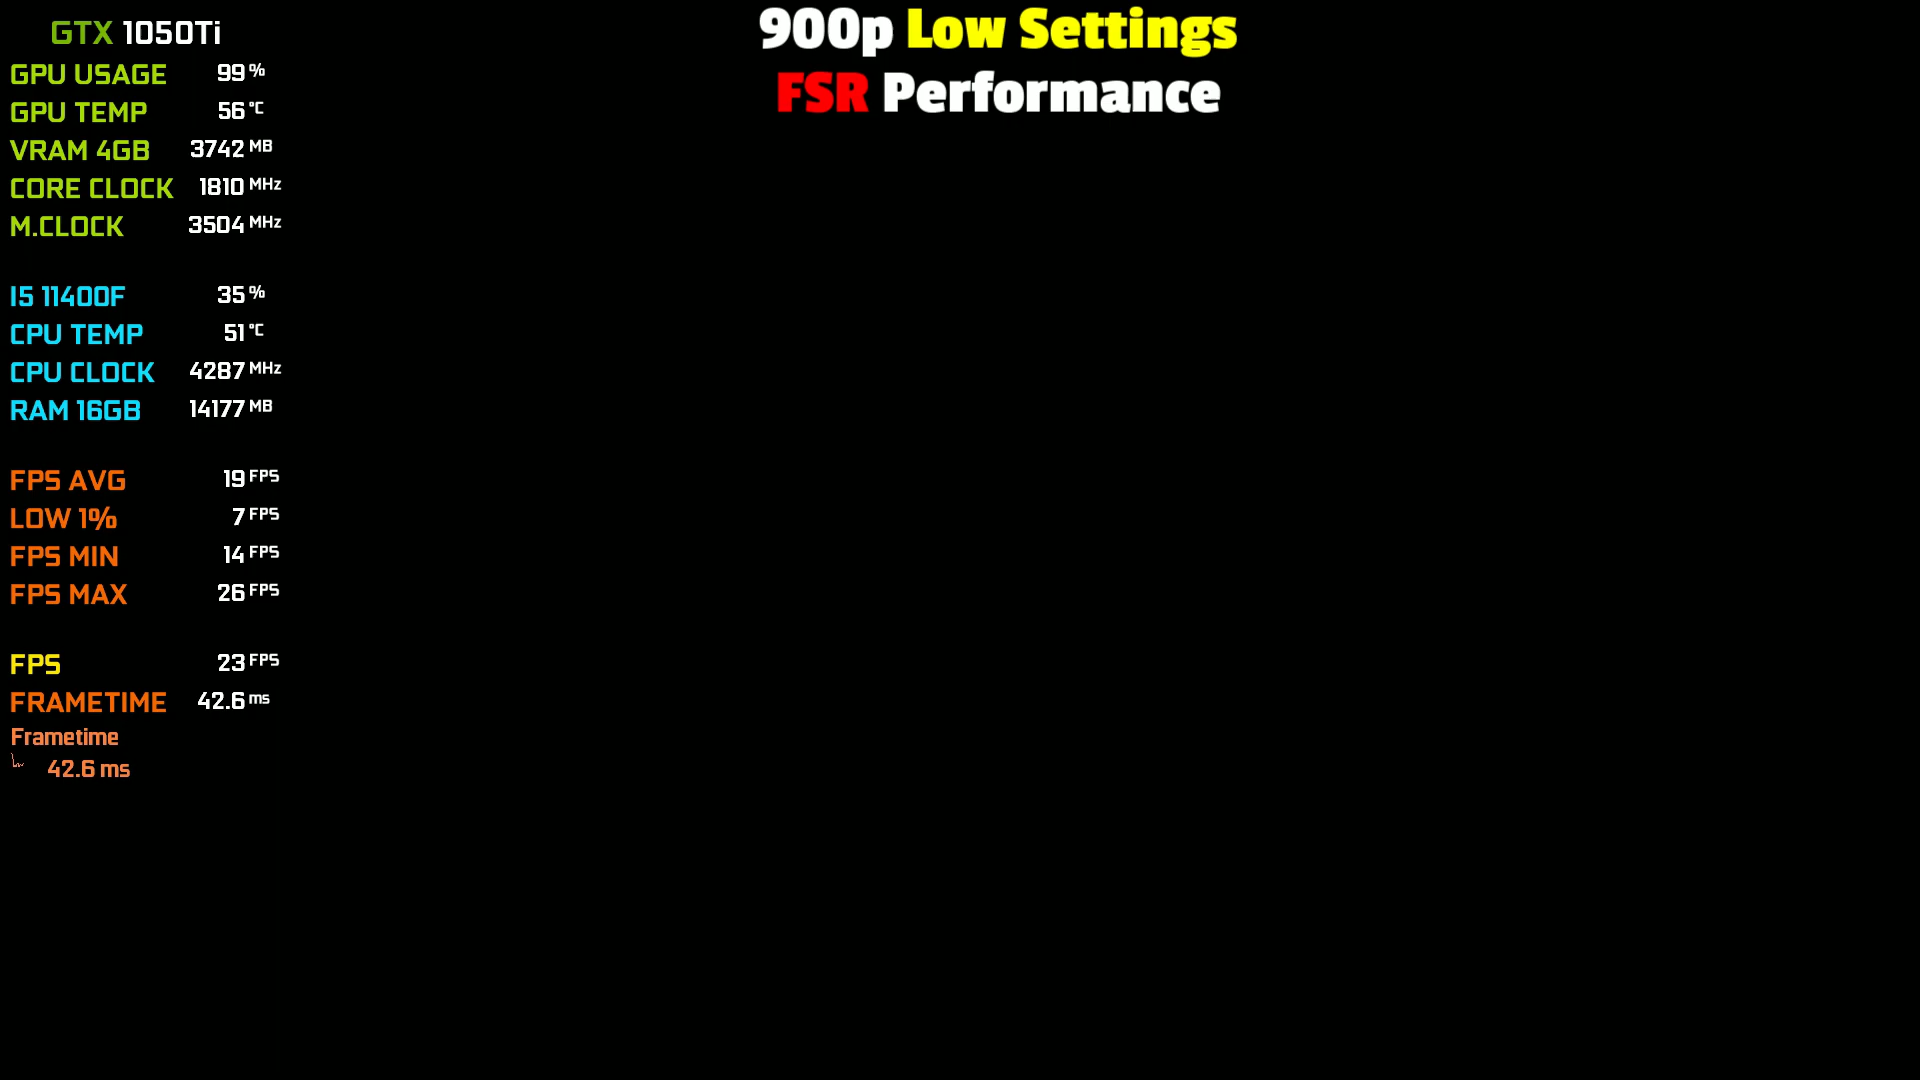 900p Low Settings
FSR Performance
GTX 1050Ti
GPU USAGE 99 %
GPU TEMP 56 °C
VRAM 4GB 3742 MB
CORE CLOCK 1810 MHz
M.CLOCK 3504 MHz
I5 11400F 35 %
CPU TEMP 51 °C
CPU CLOCK 4287 MHz
RAM 16GB 14177 MB
FPS AVG 19 FPS
LOW 1% 7 FPS
FPS MIN 14 FPS
FPS MAX 26 FPS
FPS 23 FPS
FRAMETIME 42.6 ms
Frametime
42.6 ms